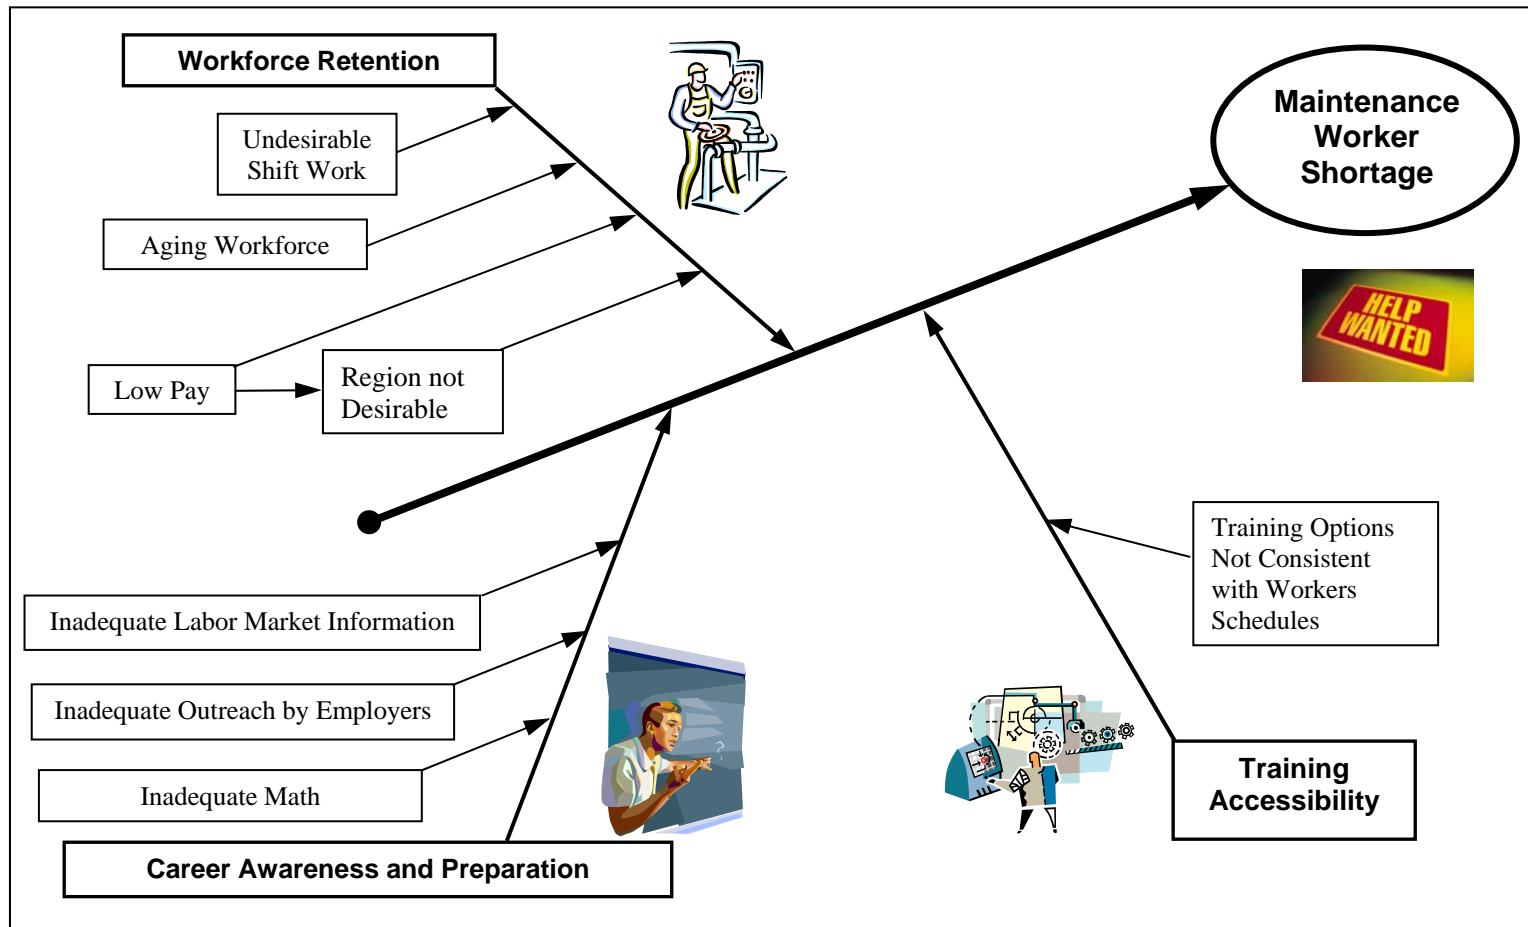 Workforce Retention
Undesirable
Shift Work
Aging Workforce
Low Pay
Region not
Desirable
Maintenance
Worker
Shortage
HELP
WANTED
Inadequate Labor Market Information
Inadequate Outreach by Employers
Inadequate Math
Career Awareness and Preparation
?
Training Options
Not Consistent
with Workers
Schedules
Training
Accessibility